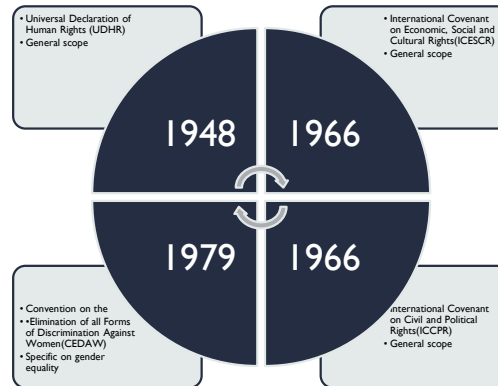 • Universal Declaration of
Human Rights (UDHR)
• General scope
• International Covenant
on Economic, Social and
Cultural Rights(ICESCR)
• General scope
1948
1966
1979
1966
• Convention on the
• •Elimination of all Forms
of Discrimination Against
Women(CEDAW)
• Specific on gender
equality
International Covenant
on Civil and Political
Rights(ICCPR)
• General scope